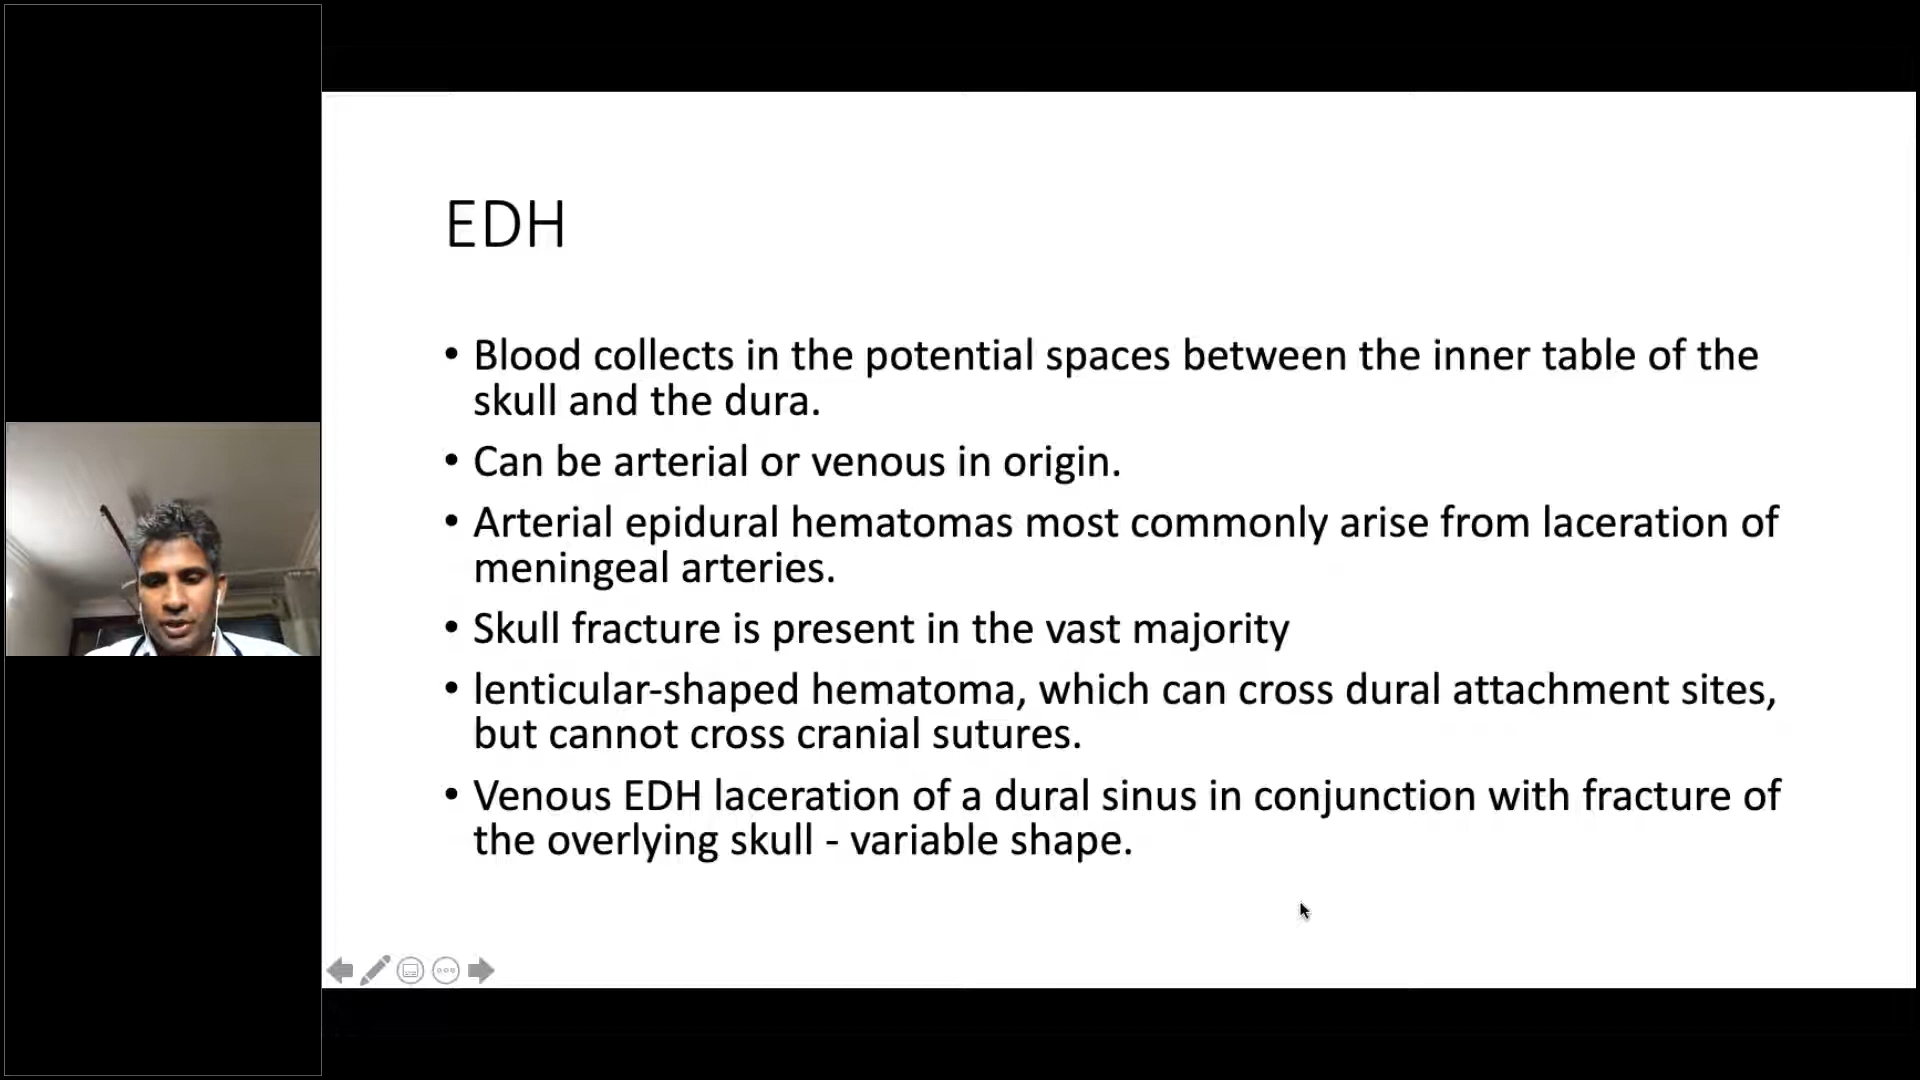 EDH
• Blood collects in the potential spaces between the inner table of the
skull and the dura.
• Can be arterial or venous in origin.
• Arterial epidural hematomas most commonly arise from laceration of
meningeal arteries.
• Skull fracture is present in the vast majority
• lenticular-shaped hematoma, which can cross dural attachment sites,
but cannot cross cranial sutures.
• Venous EDH laceration of a dural sinus in conjunction with fracture of
the overlying skull - variable shape.